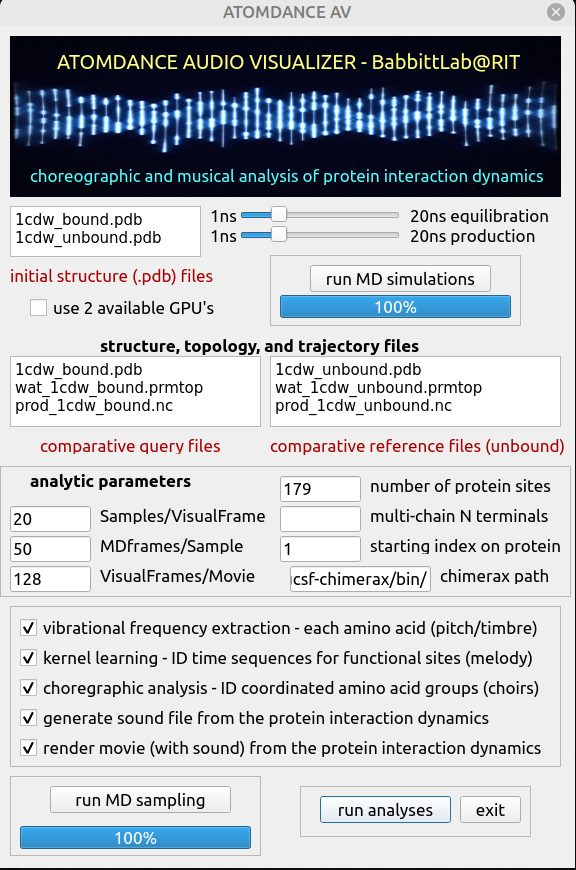 ATOMDANCE AV
ATOMDANCE AUDIO VISUALIZER - BabbittLab@RIT
choreographic and musical analysis of protein interaction dynamics
1cdw_bound.pdb
1cdw_unbound.pdb
1ns 20ns equilibration
1ns 20ns production
initial structure (.pdb) files
use 2 available GPU's
run MD simulations
100%
structure, topology, and trajectory files
1cdw_bound.pdb
wat_1cdw_bound.prmtop
prod_1cdw_bound.nc
1cdw_unbound.pdb
wat_1cdw_unbound.prmtop
prod_1cdw_unbound.nc
comparative query files
comparative reference files (unbound)
analytic parameters
20 Samples/VisualFrame
50 MDframes/Sample
128 VisualFrames/Movie
179 number of protein sites
multi-chain N terminals
1 starting index on protein
csf-chimerax/bin/ chimerax path
vibrational frequency extraction - each amino acid (pitch/timbre)
kernel learning - ID time sequences for functional sites (melody)
choregraphic analysis - ID coordinated amino acid groups (choirs)
generate sound file from the protein interaction dynamics
render movie (with sound) from the protein interaction dynamics
run MD sampling
100%
run analyses
exit